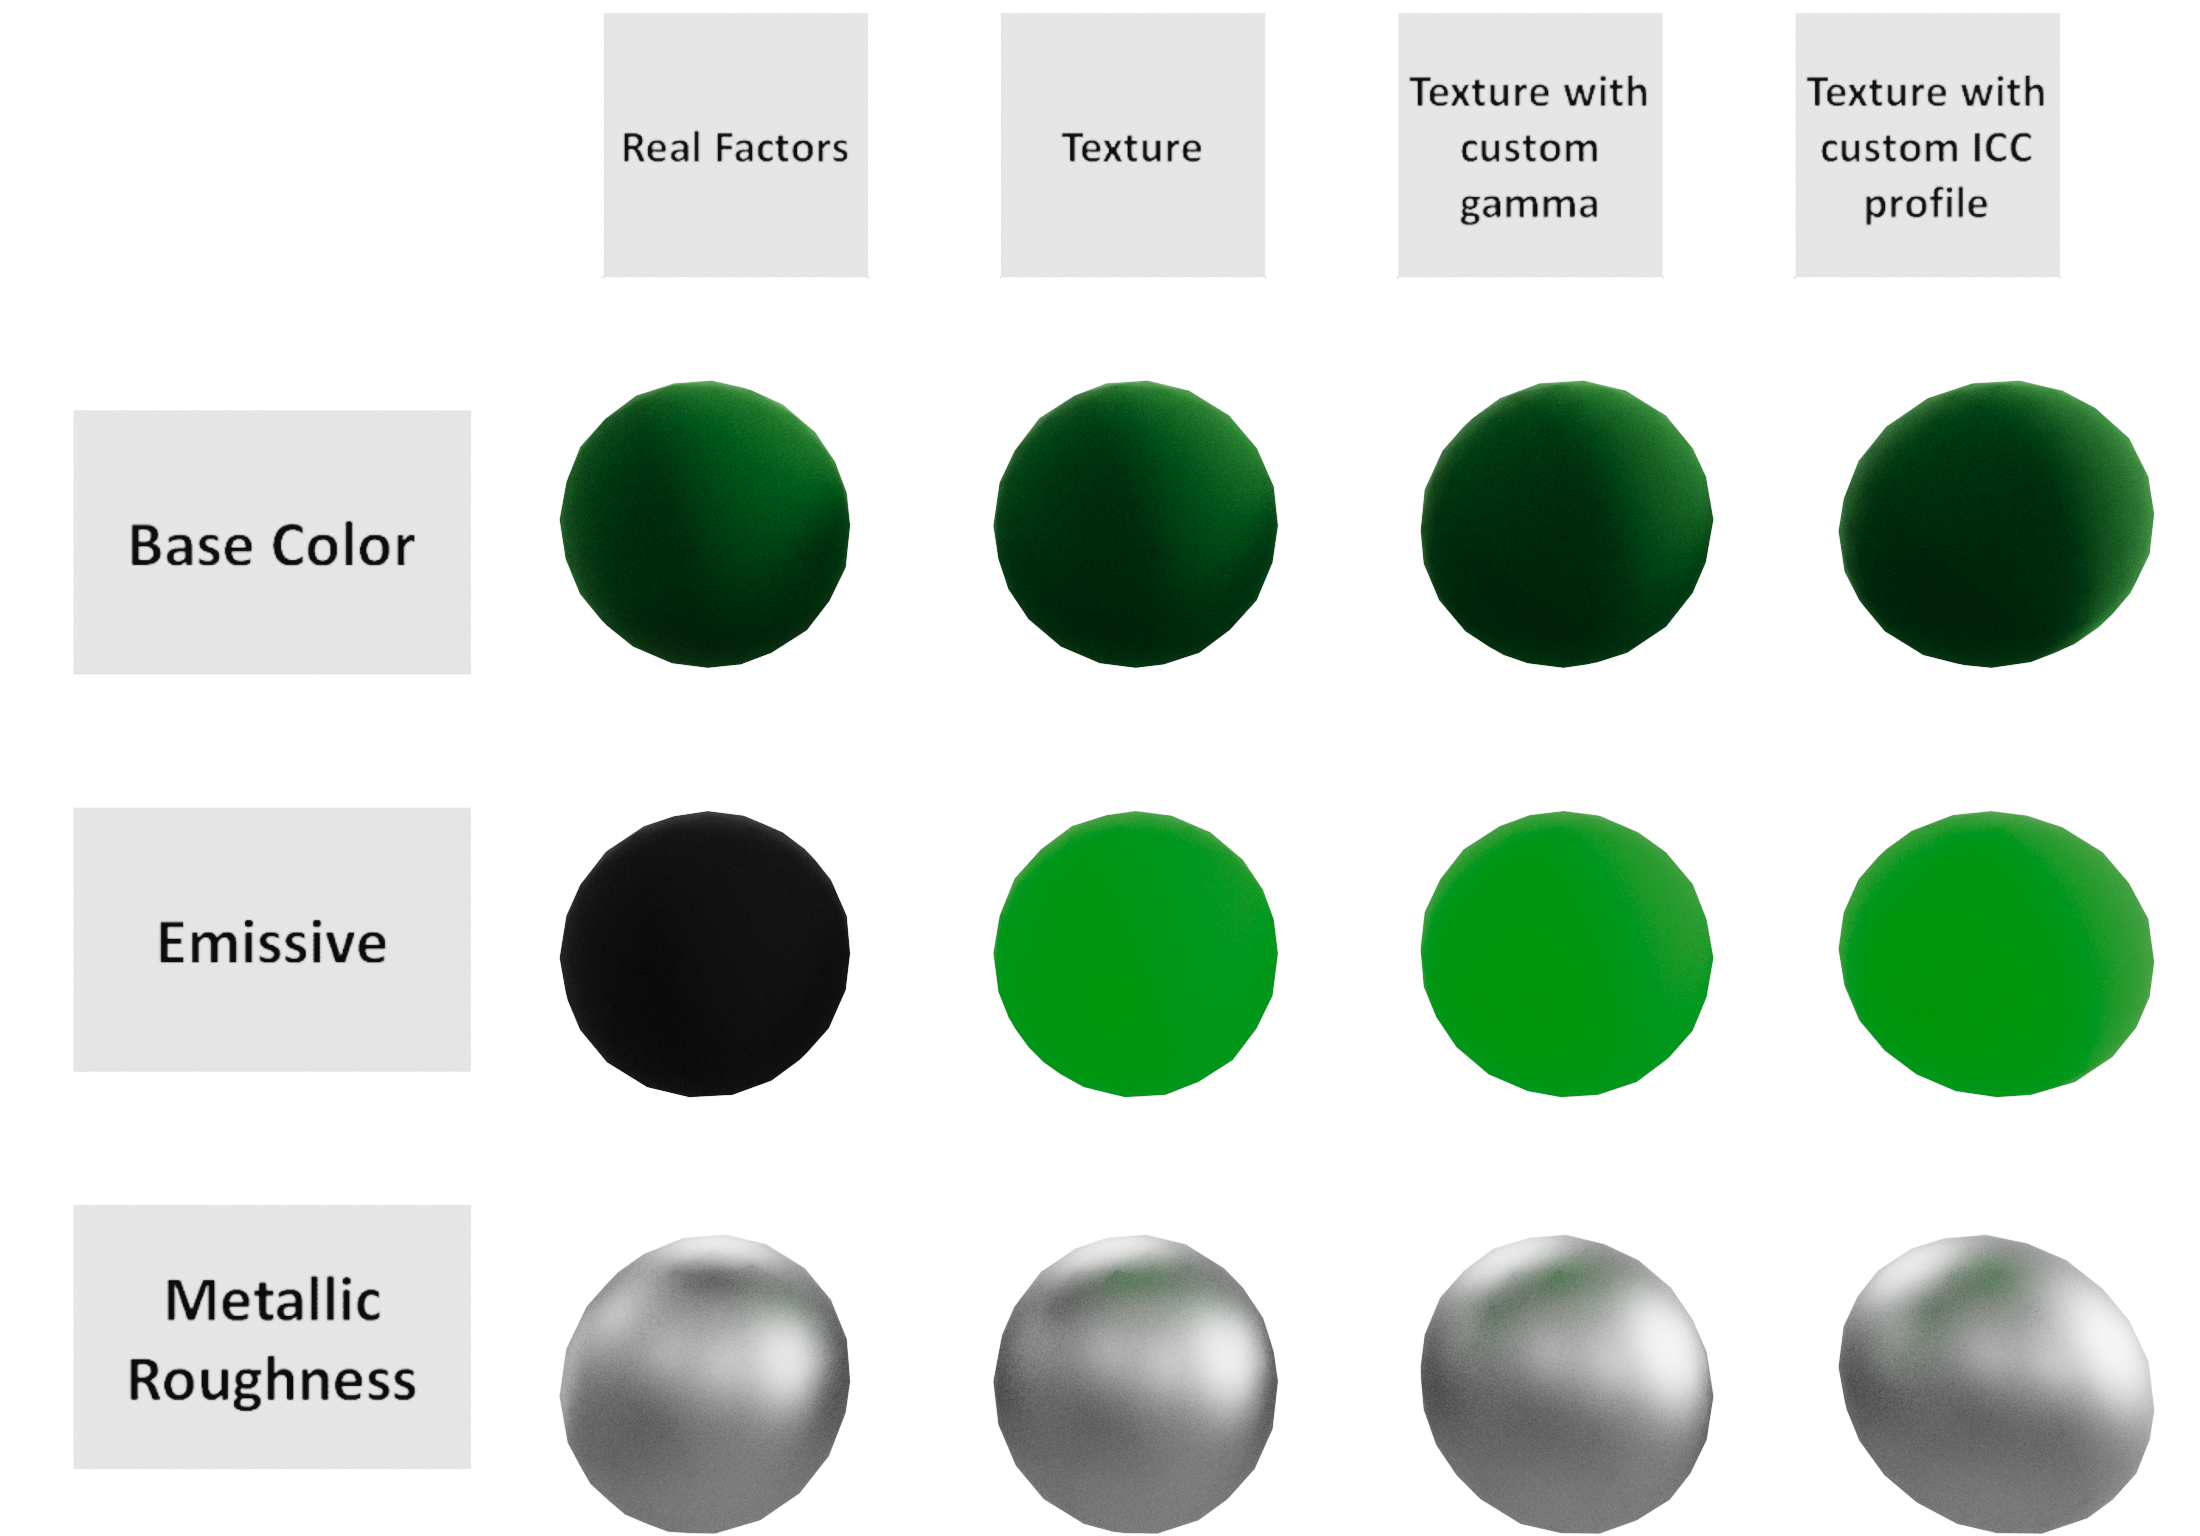 Real Factors
Texture
Texture with
custom
gamma
Texture with
custom ICC
profile
Base Color
Emissive
Metallic
Roughness